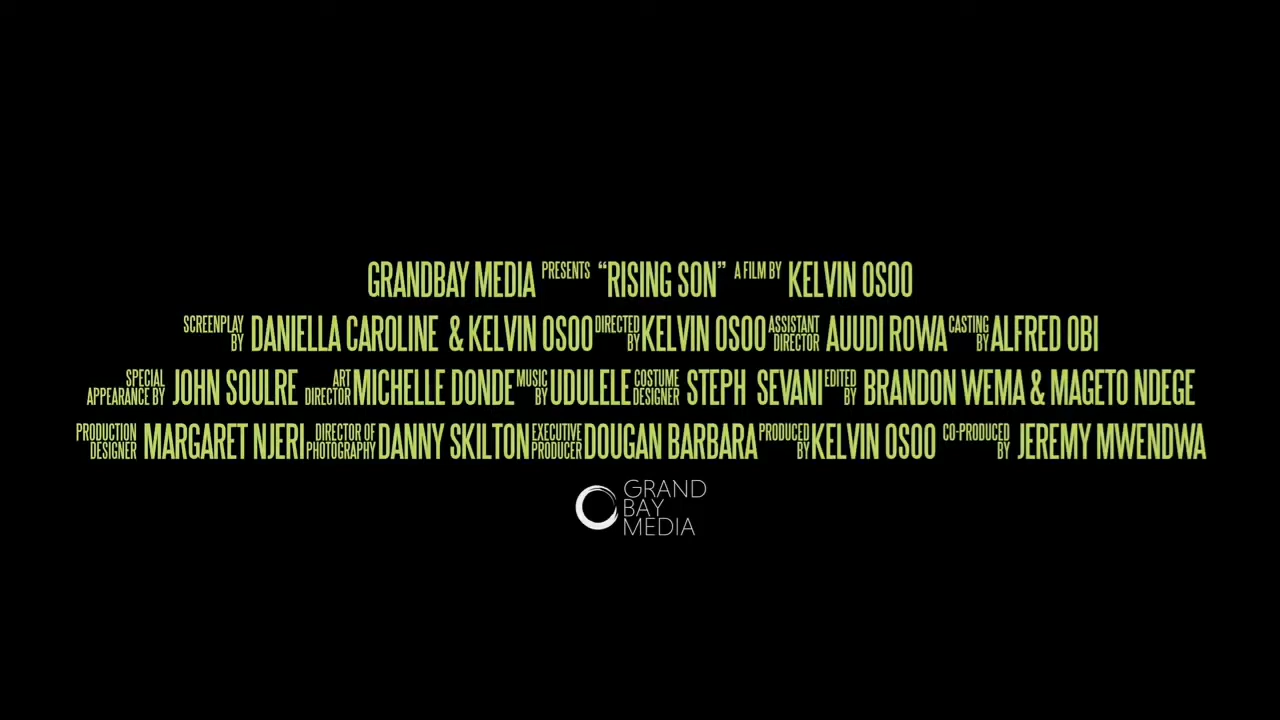 GRANDBAY MEDIA PRESENTS “RISING SON” A FILM BY KELVIN OSOO
SCREENPLAY BY DANIELLA CAROLINE & KELVIN OSOO DIRECTED BY KELVIN OSOO ASSISTANT DIRECTOR AUUDI ROWA CASTING BY ALFRED OBI
SPECIAL APPEARANCE BY JOHN SOULRE ART DIRECTOR MICHELLE DONDE MUSIC BY UDULELE COSTUME DESIGNER STEPH SEVANI EDITED BY BRANDON WEMA & MAGETO NDEGE
PRODUCTION DESIGNER MARGARET NJERI DIRECTOR OF PHOTOGRAPHY DANNY SKILTON EXECUTIVE PRODUCER DOUGAN BARBARA PRODUCED BY KELVIN OSOO CO-PRODUCED BY JEREMY MWENDWA
GRAND
BAY
MEDIA